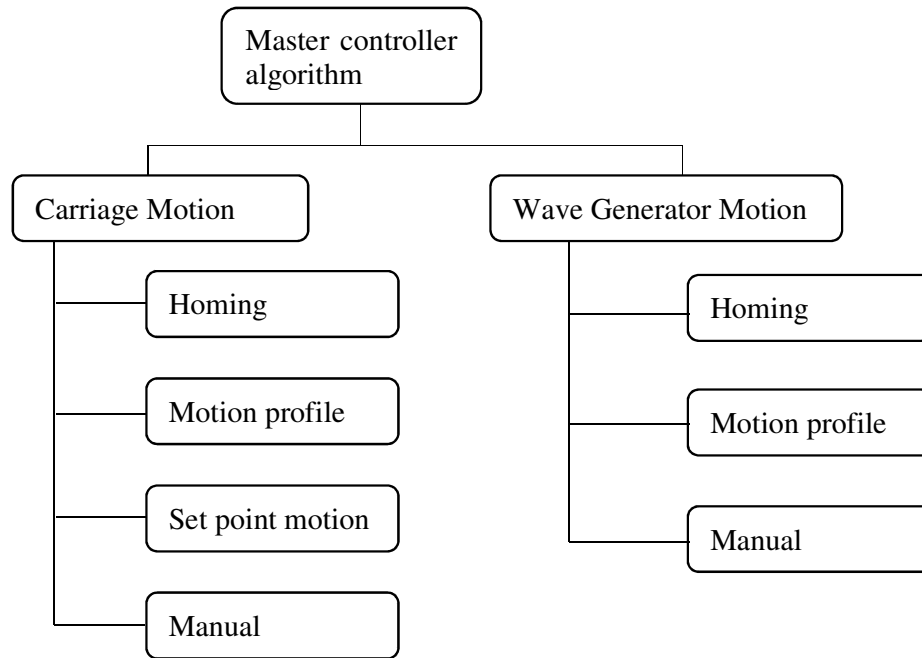 Master controller
algorithm
Carriage Motion
Wave Generator Motion
Homing
Motion profile
Set point motion
Manual
Homing
Motion profile
Manual